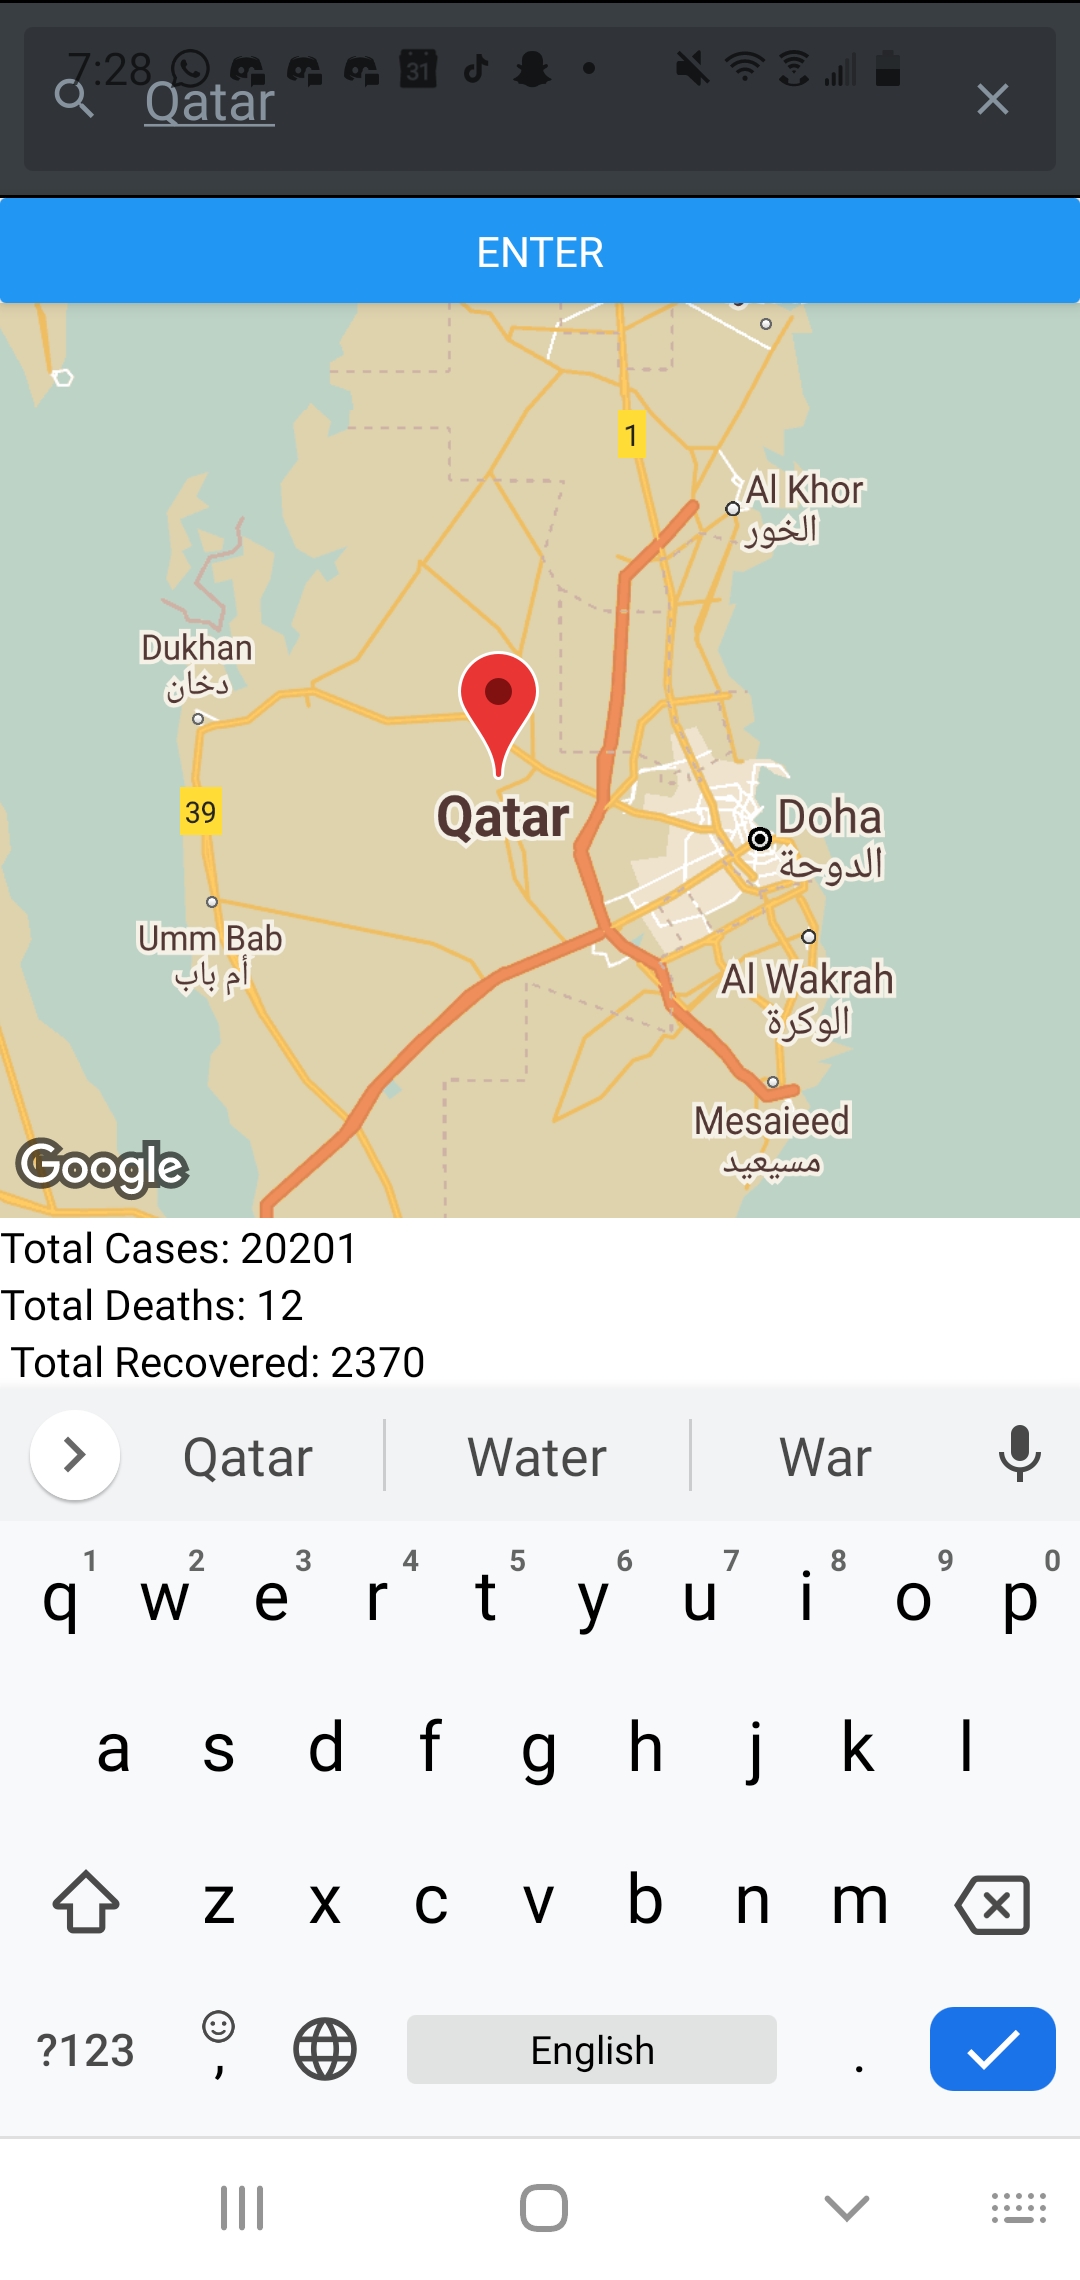 7:28
31
Qatar
ENTER
1
Al Khor
الخور
Dukhan
دخان
Qatar
39
Doha
الدوحة
Umm Bab
أم باب
Al Wakrah
الوكرة
Mesaieed
مسيعيد
Google
Total Cases: 20201
Total Deaths: 12
Total Recovered: 2370
Qatar Water War
1 2 3 4 5 6 7 8 9 0
q w e r t y u i o p
a s d f g h j k l
z x c v b n m
?123 , English .